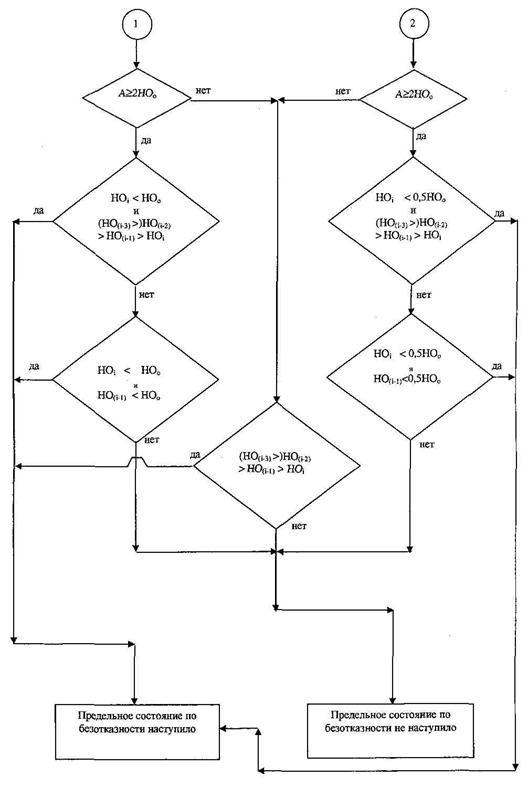 1
2
A≥2HOo
нет
нет
A≥2HOo
да
да
HOi < HOo
и
(HO(i-3) >)HO(i-2)
> HO(i-1) > HOi
да
HOi < 0,5HOo
и
(HO(i-3) >)HO(i-2)
> HO(i-1) > HOi
да
нет
нет
HOi < HOo
и
HO(i-1) < HOo
да
HOi < 0,5HOo
и
HO(i-1)<0,5HOo
да
нет
нет
да
(HO(i-3) >)HO(i-2)
> HO(i-1) > HOi
нет
Предельное состояние по
безотказности наступило
Предельное состояние по
безотказности не наступило